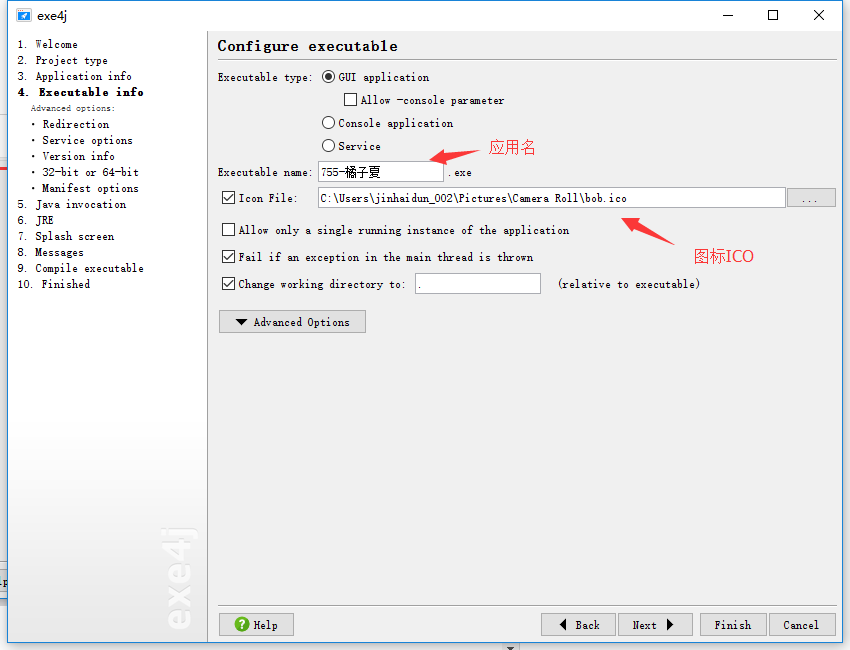 exe4j
1. Welcome
2. Project type
3. Application info
4. Executable info
Advanced options:
· Redirection
· Service options
· Version info
· 32-bit or 64-bit
· Manifest options
5. Java invocation
6. JRE
7. Splash screen
8. Messages
9. Compile executable
10. Finished
exe4j
Configure executable
Executable type: GUI application
Allow -console parameter
Console application
Service
应用名
Executable name: 755-橘子夏 .exe
Icon File: C:\Users\jinhaidun_002\Pictures\Camera Roll\bob.ico ...
图标ICO
Allow only a single running instance of the application
Fail if an exception in the main thread is thrown
Change working directory to: . (relative to executable)
Advanced Options
? Help Back Next Finish Cancel